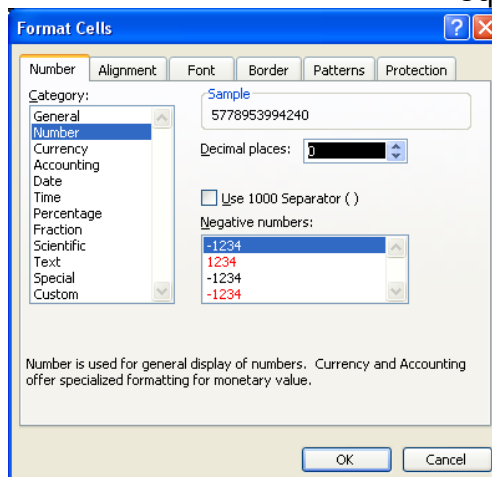 Format Cells
Number Alignment Font Border Patterns Protection
Category:
General
Number
Currency
Accounting
Date
Time
Percentage
Fraction
Scientific
Text
Special
Custom
Sample
5778953994240
Decimal places: 0
Use 1000 Separator ( )
Negative numbers:
-1234
1234
-1234
-1234
Number is used for general display of numbers. Currency and Accounting
offer specialized formatting for monetary value.
OK Cancel